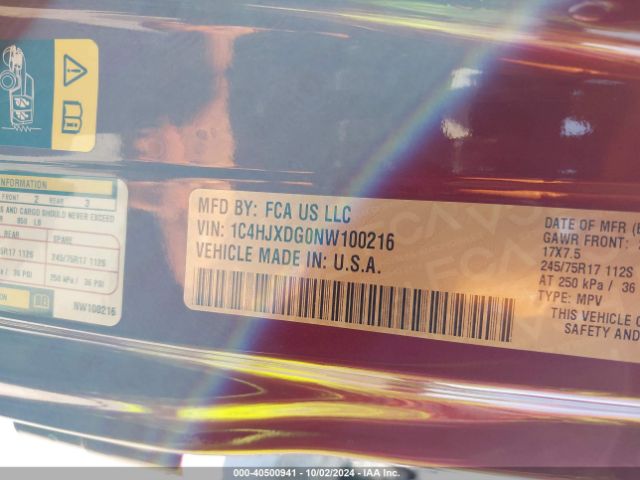 INFORMATION
FRONT 2 REAR 3
S AND CARGO SHOULD NEVER EXCEED
850 LB
SPARE
5R17 112S 245/75R17 112S
/ 36 PSI 250 kPa / 36 PSI
NW100216
MFD BY: FCA US LLC
VIN: 1C4HJXDG0NW100216
VEHICLE MADE IN: U.S.A.
DATE OF MFR (
GAWR FRONT:
17X7.5
245/75R17 112S
AT 250 kPa / 36
TYPE: MPV
THIS VEHICLE
SAFETY AND
000-40500941 - 10/02/2024 - IAA Inc.